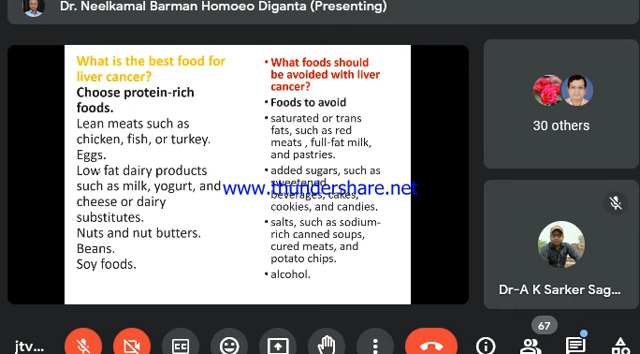 Dr. Neelkamal Barman Homoeo Diganta (Presenting)
What is the best food for
liver cancer?
Choose protein-rich
foods.
Lean meats such as
chicken, fish, or turkey.
Eggs.
Low fat dairy products
such as milk, yogurt, and
cheese or dairy
substitutes.
Nuts and nut butters.
Beans.
Soy foods.
• What foods should
be avoided with liver
cancer?
• Foods to avoid
• saturated or trans
fats, such as red
meats , full-fat milk,
and pastries.
• added sugars, such as
sweetened
beverages, cakes,
cookies, and candies.
• salts, such as sodium-
rich canned soups,
cured meats, and
potato chips.
• alcohol.
www.thundershare.net
30 others
Dr-A K Sarker Sag...
67
jtv...
CC